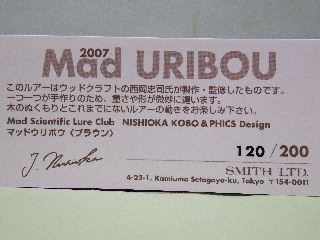 2007
Mad URIBOU
このルアーはウッドクラフトの西岡忠司氏が製作・監修したものです。
一つ一つが手作りのため、重さや形が微妙に違います。
木のぬくもりとこれまでにないルアーの動きをお楽しみ下さい。
Mad Scientific Lure Club NISHIOKA KOBO & PHICS Design
マッドウリボウ〈ブラウン〉
120/200
SMITH LTD.
4-23-1, Kamiuma Setagaya-ku, Tokyo 〒154-0011